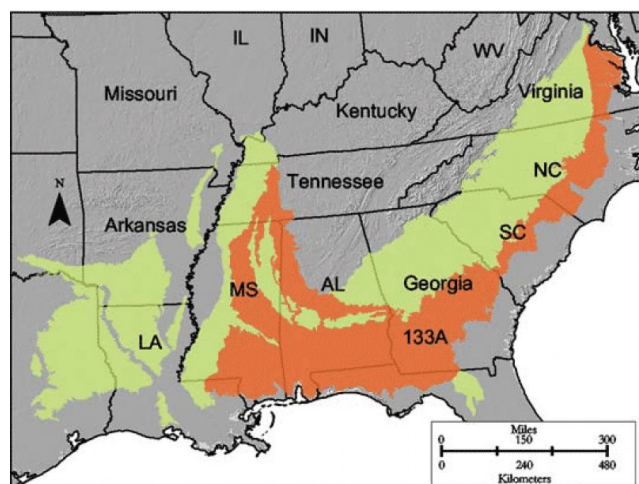 IL
IN
WV
Missouri
Virginia
Kentucky
NC
N
Tennessee
Arkansas
SC
MS
AL
Georgia
LA
133A
Miles
0 150 300
0 240 480
Kilometers